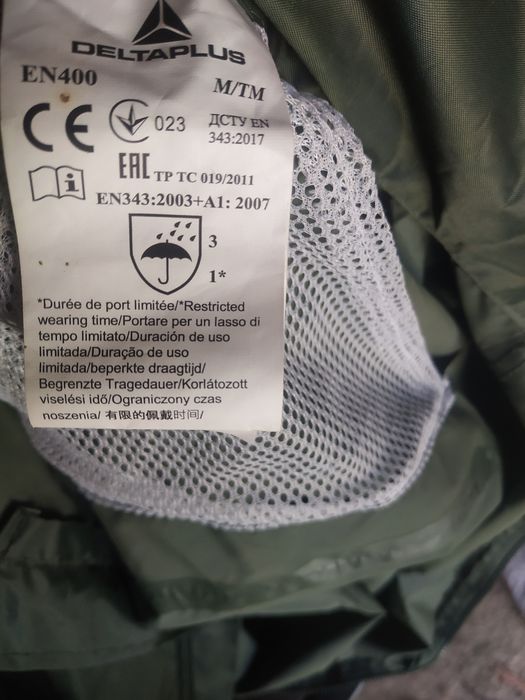 DELTAPLUS
EN400
M/TM
CE
023
ДСТУ EN
343:2017
EAC ТР ТС 019/2011
i
EN343:2003+A1: 2007
3
1*
*Durée de port limitée/*Restricted
wearing time/Portare per un lasso di
tempo limitato/Duración de uso
limitada/Duração de uso
limitada/beperkte draagtijd/
Begrenzte Tragedauer/Korlátozott
viselési idő/Ograniczony czas
noszenia/ 有限的佩戴时间/